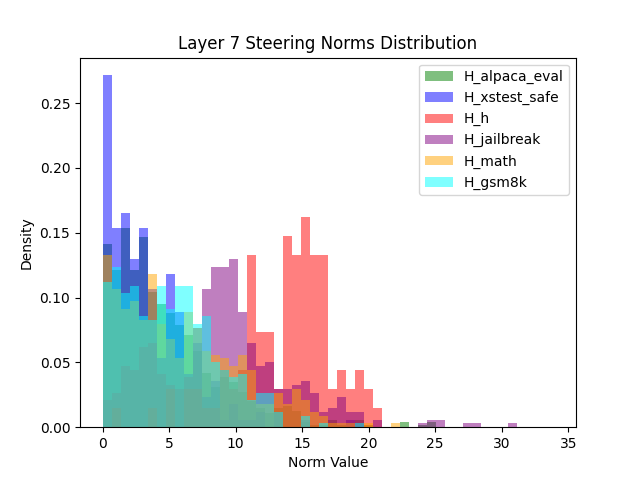 Layer 7 Steering Norms Distribution
H_alpaca_eval
H_xstest_safe
H_h
H_jailbreak
H_math
H_gsm8k
0.25
0.20
0.15
0.10
0.05
0.00
Density
0 5 10 15 20 25 30 35
Norm Value